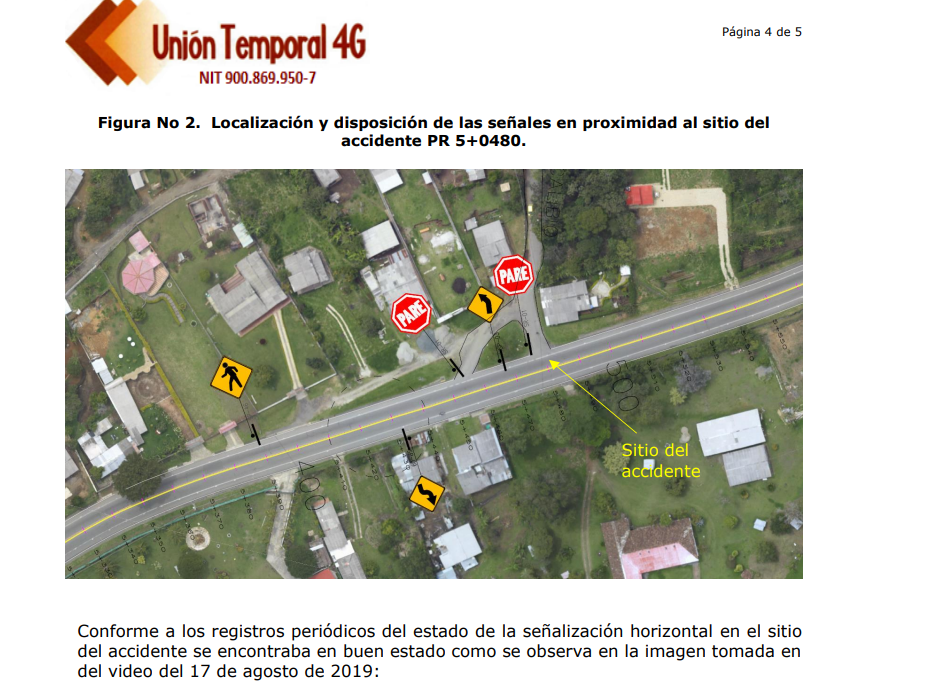 Unión Temporal 4G
NIT 900.869.950-7
Página 4 de 5
Figura No 2. Localización y disposición de las señales en proximidad al sitio del
accidente PR 5+0480.
PARE
PARE
500
Sitio del
accidente
400
Conforme a los registros periódicos del estado de la señalización horizontal en el sitio
del accidente se encontraba en buen estado como se observa en la imagen tomada en
del video del 17 de agosto de 2019: